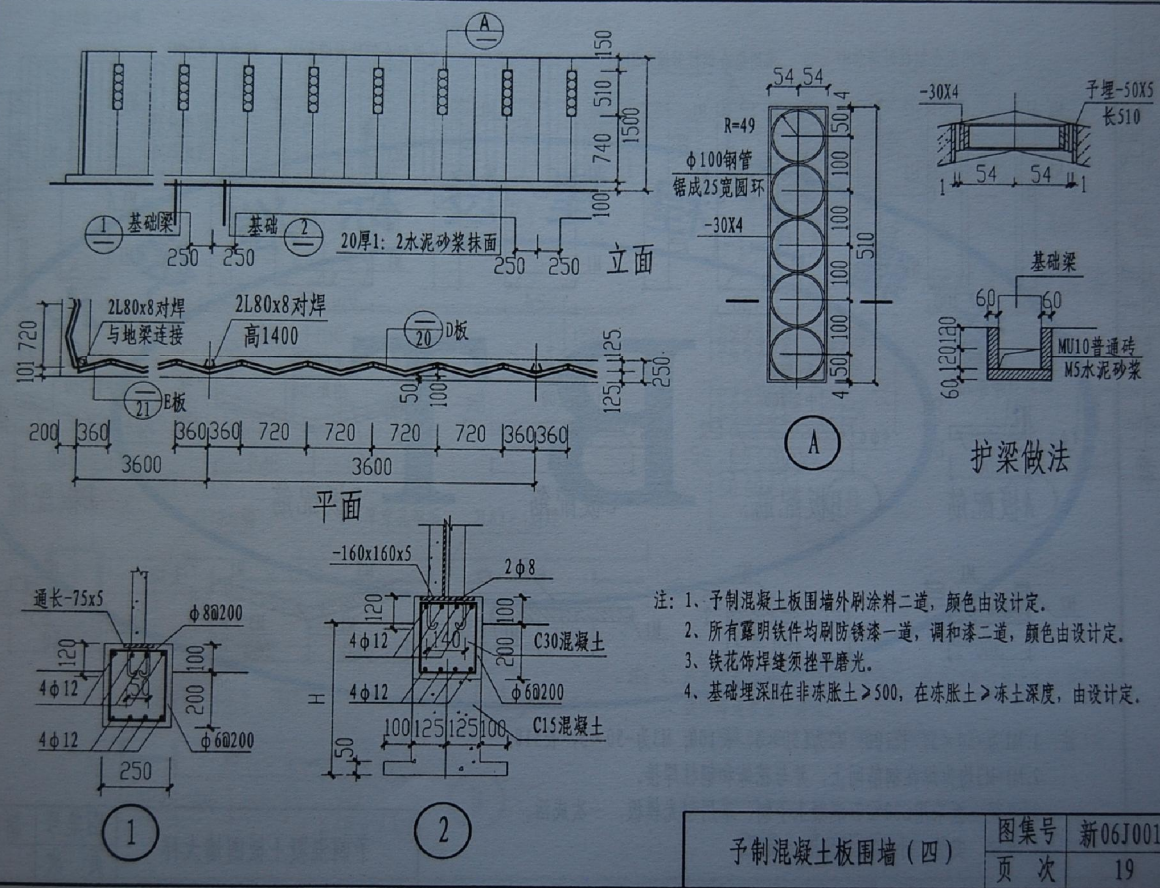 A
150
510
740
1500
100
1
基础梁
基础
2
20厚1：2水泥砂浆抹面
250
250
250
250
立面
54 54
4
R=49
50
φ100钢管
锯成25宽圆环
-30X4
100
100
100
100
50
4
510
A
-30X4
予埋-50X5
长510
1
54
54
1
基础梁
60
60
120
120
60
MU10普通砖
M5水泥砂浆
护梁做法
2L80x8对焊
与地梁连接
2L80x8对焊
高1400
20
D板
720
101
21
E板
50
100
125
125
250
200
360
360
360
720
720
720
720
360
360
3600
3600
平面
通长-75x5
φ8@200
120
100
200
4φ12
50
4φ12
φ6@200
250
1
-160x160x5
2φ8
120
100
200
4φ12
140
C30混凝土
4φ12
φ6@200
H
100
125
125
100
C15混凝土
50
2
注：1、予制混凝土板围墙外刷涂料二道，颜色由设计定．
2、所有露明铁件均刷防锈漆一道，调和漆二道，颜色由设计定．
3、铁花饰焊缝须挫平磨光。
4、基础埋深H在非冻胀土≥500，在冻胀土≥冻土深度，由设计定．
予制混凝土板围墙（四）
图集号
新06J001
页 次
19